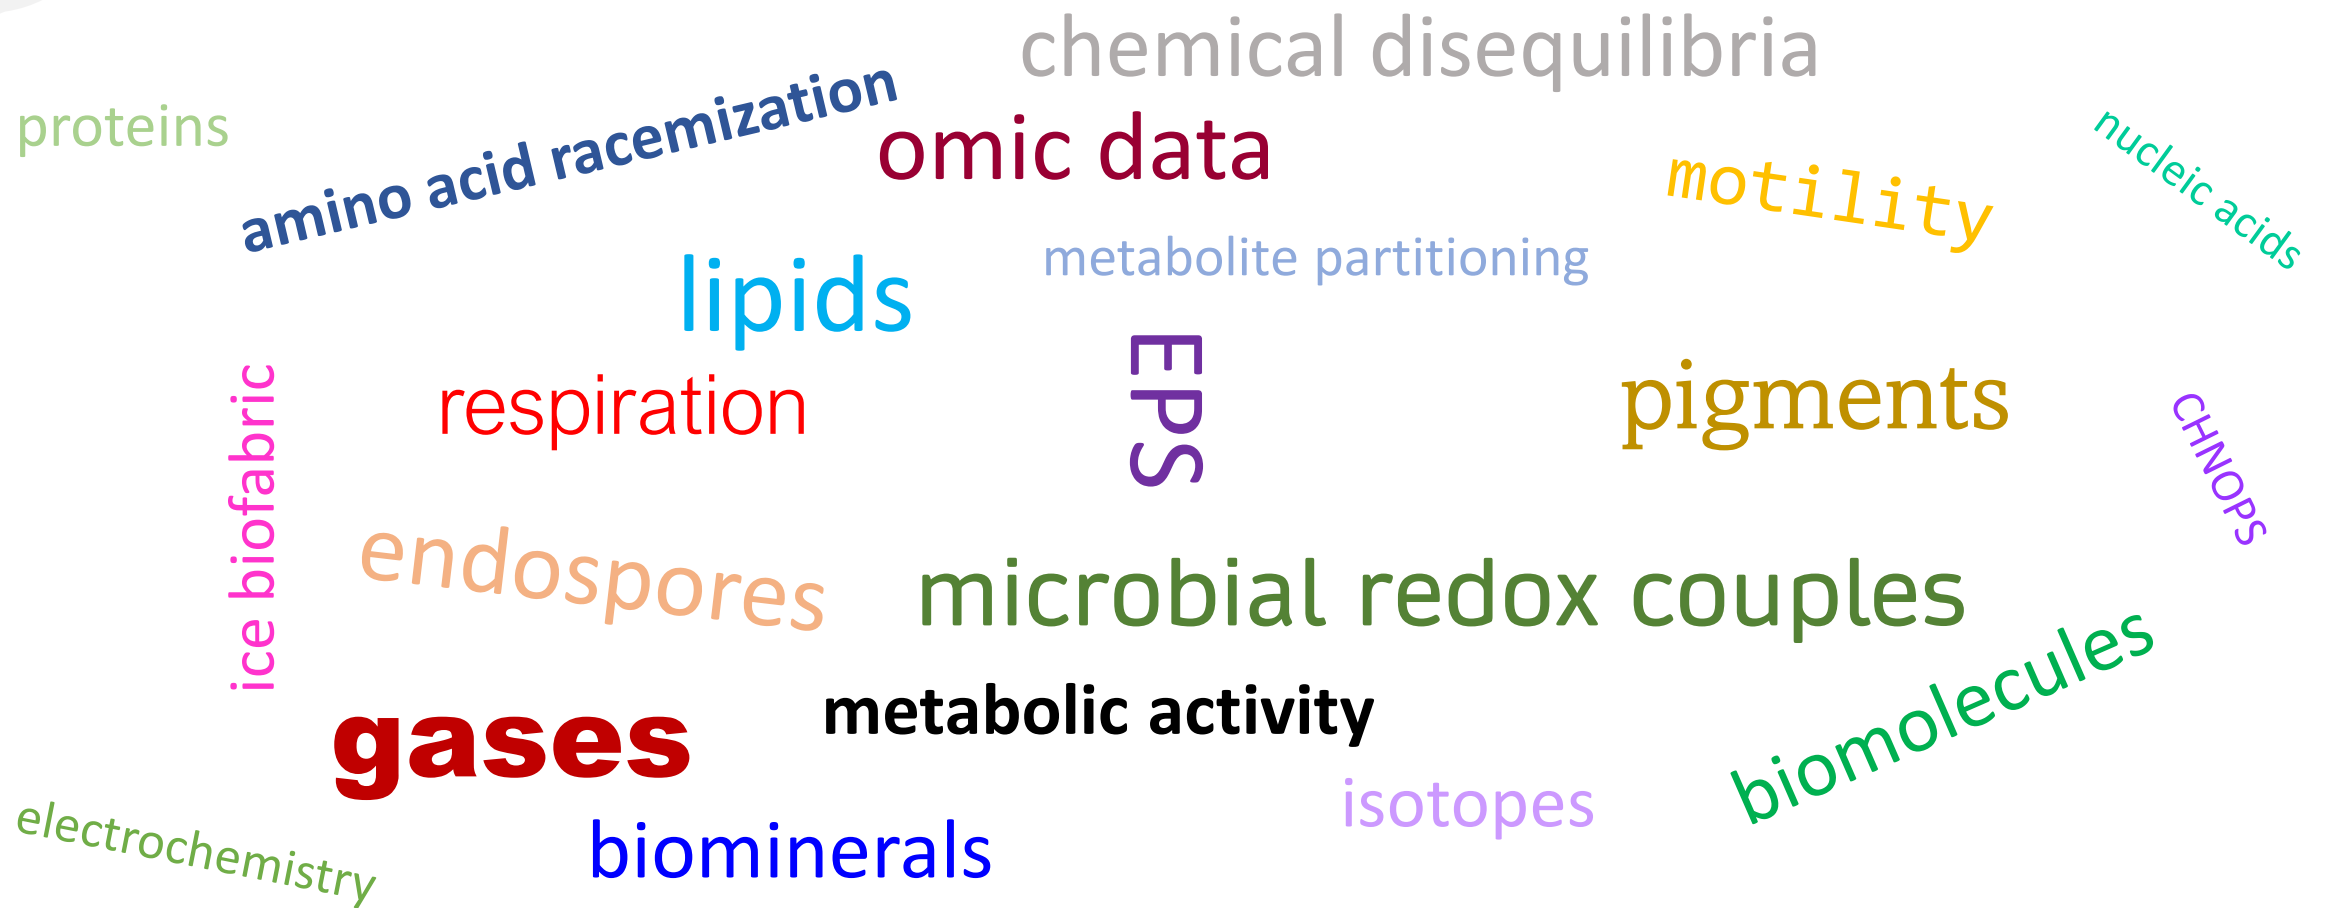 chemical disequilibria
proteins
amino acid racemization
omic data
motility
nucleic acids
lipids
metabolite partitioning
EPS
ice biofabric
respiration
pigments
CHNOPS
endospores
microbial redox couples
biomolecules
gases
metabolic activity
isotopes
electrochemistry
biominerals